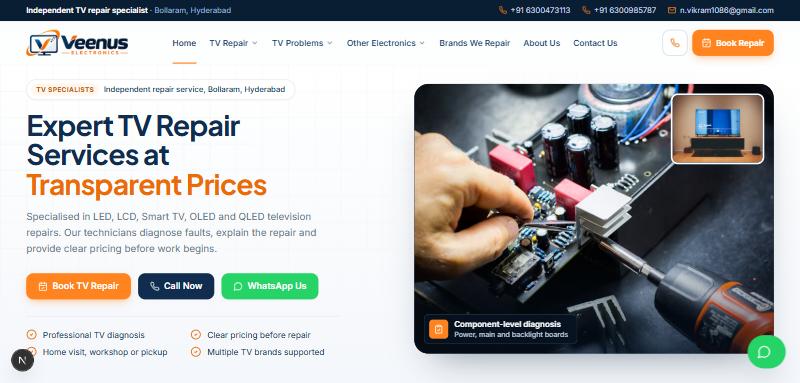 Independent TV repair specialist · Bollaram, Hyderabad
+91 6300473113
+91 6300985787
n.vikram1086@gmail.com
Veenus
ELECTRONICS
Home
TV Repair
TV Problems
Other Electronics
Brands We Repair
About Us
Contact Us
Book Repair
TV SPECIALISTS Independent repair service, Bollaram, Hyderabad
Expert TV Repair
Services at
Transparent Prices
Specialised in LED, LCD, Smart TV, OLED and QLED television
repairs. Our technicians diagnose faults, explain the repair and
provide clear pricing before work begins.
Book TV Repair
Call Now
WhatsApp Us
Professional TV diagnosis
Clear pricing before repair
Home visit, workshop or pickup
Multiple TV brands supported
N
Component-level diagnosis
Power, main and backlight boards